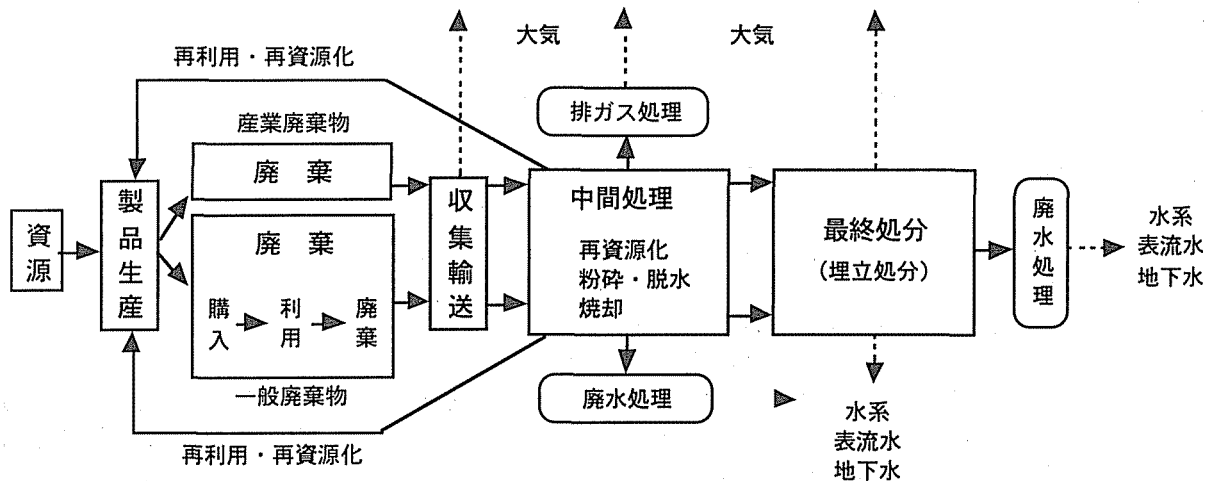 大気
大気
再利用・再資源化
排ガス処理
産業廃棄物
廃 棄
資源
製品生産
廃 棄
購入
利用
廃棄
一般廃棄物
収集輸送
中間処理
再資源化
粉砕・脱水
焼却
最終処分
（埋立処分）
廃水処理
水系
表流水
地下水
廃水処理
水系
表流水
地下水
再利用・再資源化